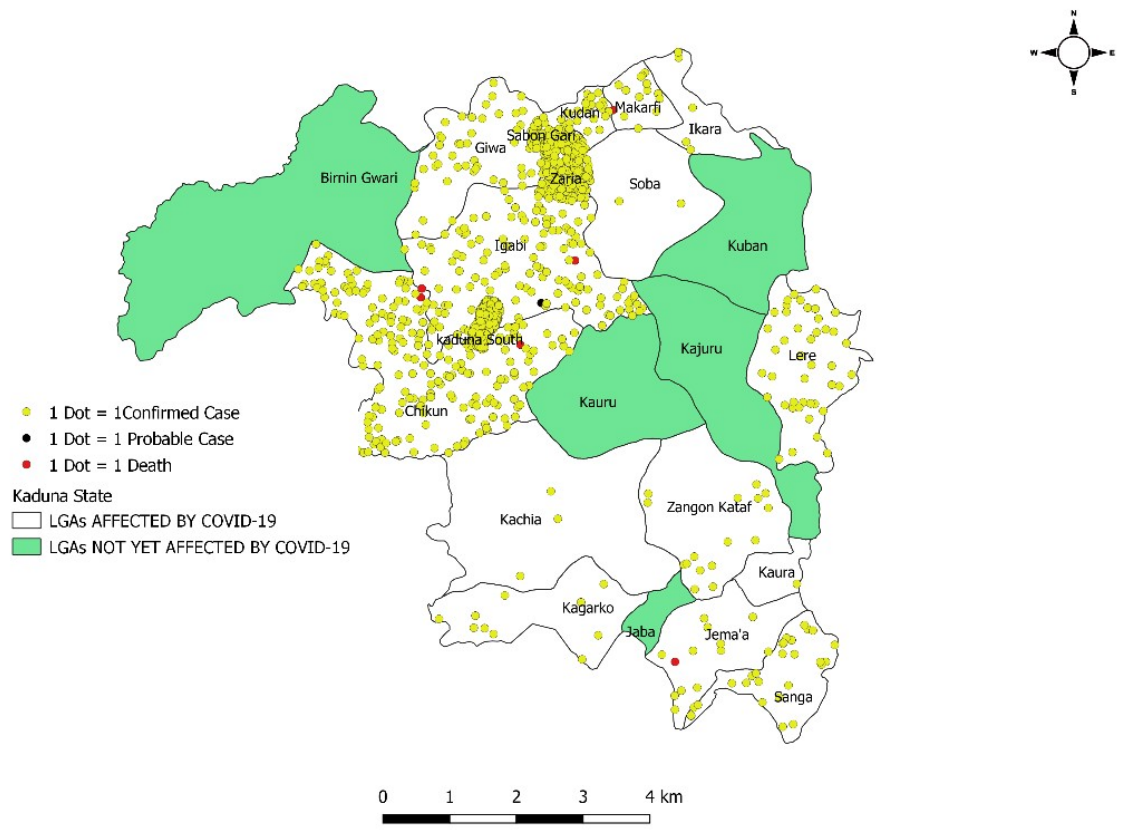 N
W E
S
Makarfi
Kudan
Ikara
Sabon Gari
Giwa
Zaria
Birnin Gwari
Soba
Igabi
Kuban
kaduna South
Kajuru
Lere
Kauru
Chikun
1 Dot = 1Confirmed Case
1 Dot = 1 Probable Case
1 Dot = 1 Death
Kaduna State
LGAs AFFECTED BY COVID-19
LGAs NOT YET AFFECTED BY COVID-19
Zangon Kataf
Kachia
Kaura
Kagarko
Jaba
Jema'a
Sanga
0 1 2 3 4 km